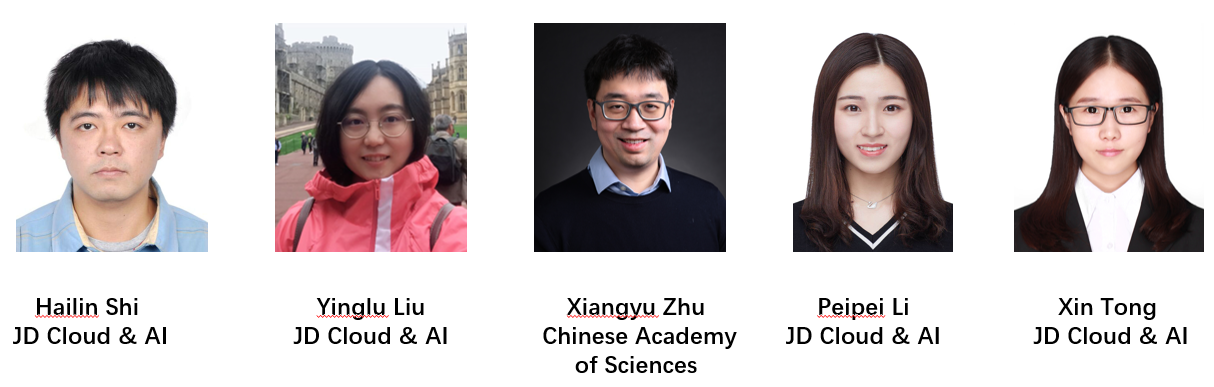 Hailin Shi
JD Cloud & AI
Yinglu Liu
JD Cloud & AI
Xiangyu Zhu
Chinese Academy
of Sciences
Peipei Li
JD Cloud & AI
Xin Tong
JD Cloud & AI